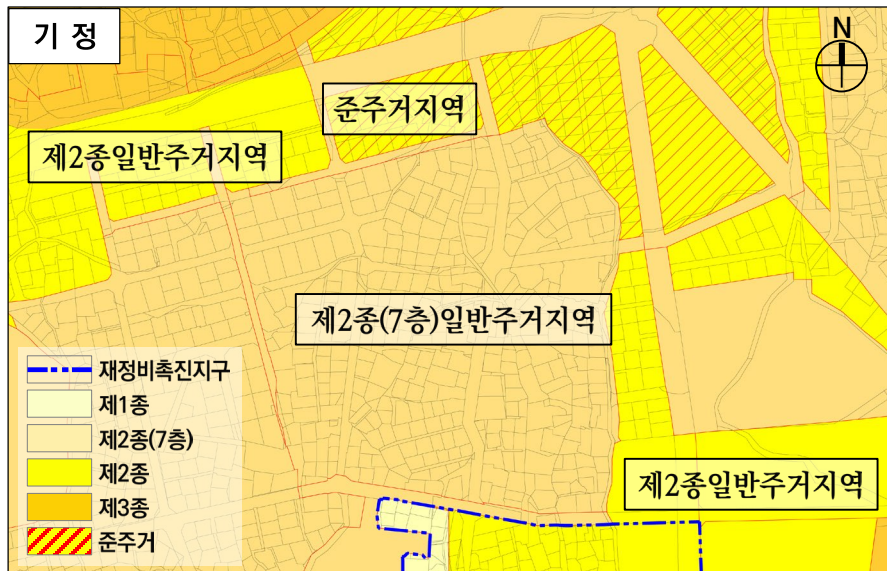 기 정
N
준주거지역
제2종일반주거지역
제2종(7층)일반주거지역
재정비촉진지구
제1종
제2종(7층)
제2종
제3종
준주거
제2종일반주거지역